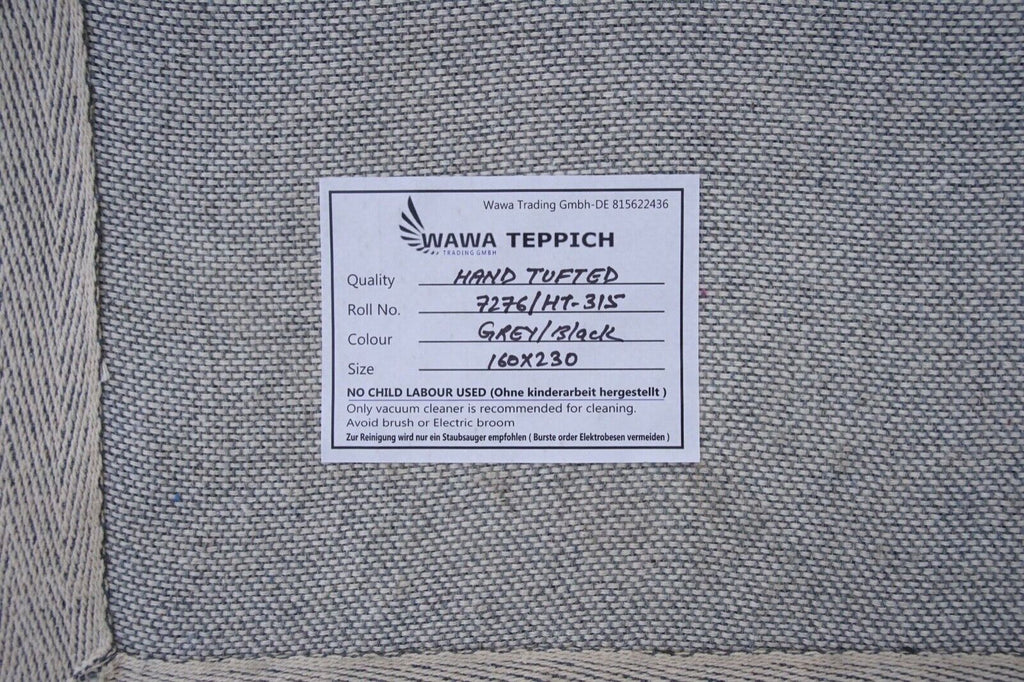 Wawa Trading Gmbh-DE 815622436
WAWA TEPPICH
TRADING GMBH
Quality HAND TUFTED
Roll No. 7276/HT-315
Colour GREY/Black
Size 160X230
NO CHILD LABOUR USED (Ohne kinderarbeit hergestellt )
Only vacuum cleaner is recommended for cleaning.
Avoid brush or Electric broom
Zur Reinigung wird nur ein Staubsauger empfohlen ( Burste order Elektrobesen vermeiden )